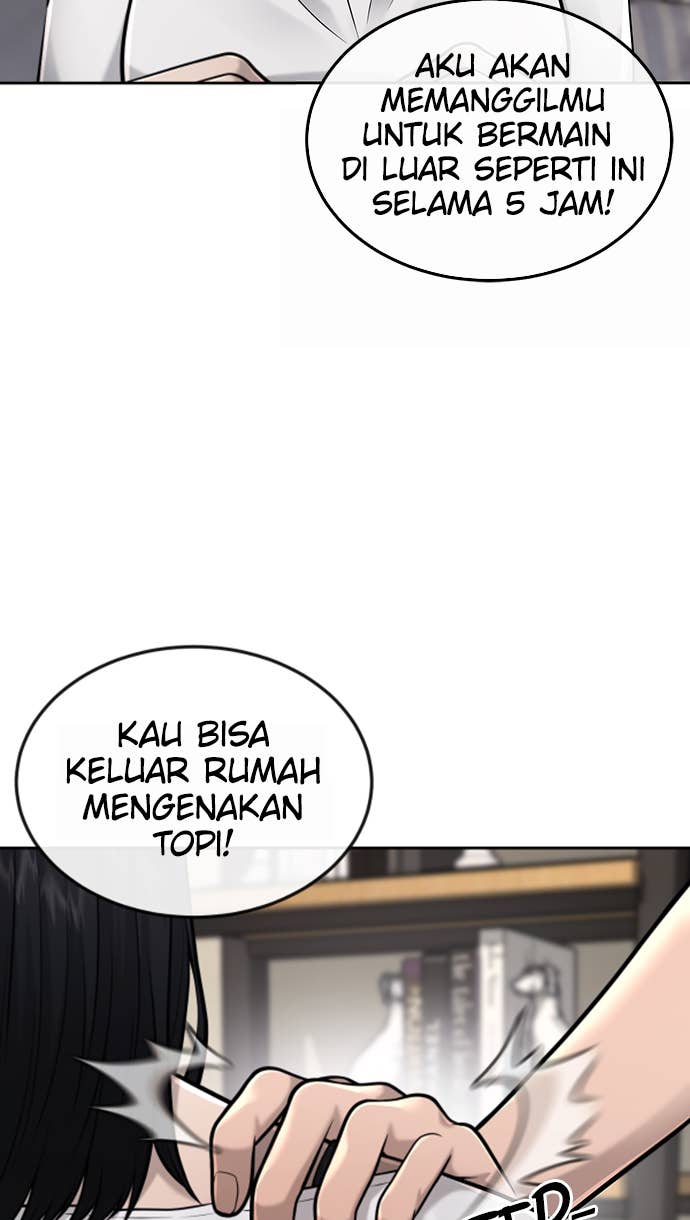 AKU AKAN
MEMANGGILMU
UNTUK BERMAIN
DI LUAR SEPERTI INI
SELAMA 5 JAM!
KAU BISA
KELUAR RUMAH
MENGENAKAN
TOPI!